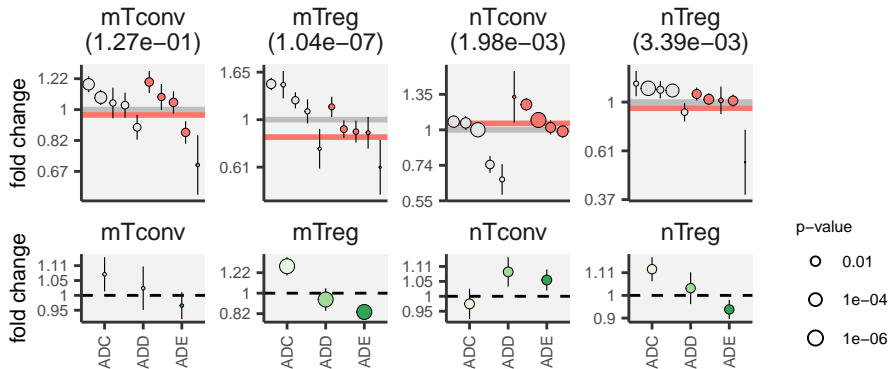 mTconv
(1.27e−01)
mTreg
(1.04e−07)
nTconv
(1.98e−03)
nTreg
(3.39e−03)
fold change
1.22
1
0.82
0.67
1.65
1
0.61
1.35
1
0.74
0.55
1
0.61
0.37
mTconv
mTreg
nTconv
nTreg
fold change
1.11
1.05
1
0.95
1.22
1
0.82
1.11
1.05
1
0.95
1.11
1
0.9
ADC
ADD
ADE
ADC
ADD
ADE
ADC
ADD
ADE
ADC
ADD
ADE
p−value
0.01
1e−04
1e−06